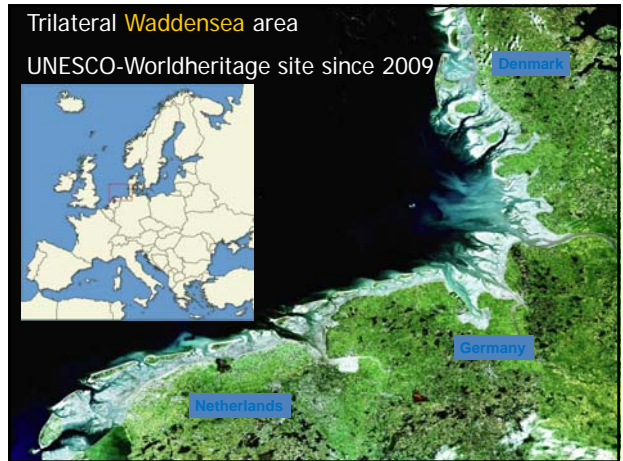 Trilateral Waddensea area
UNESCO-Worldheritage site since 2009
Denmark
Germany
Netherlands